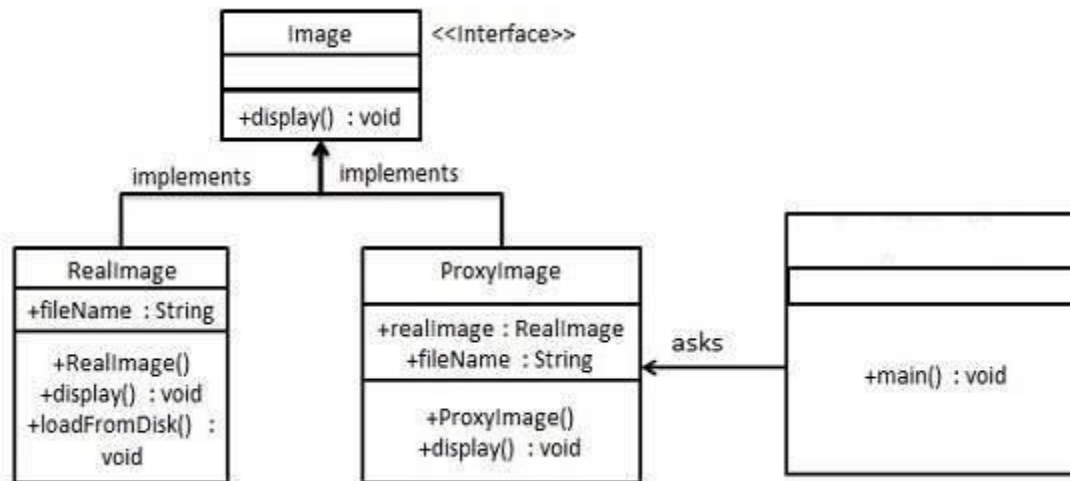 Image
<<Interface>>
+display() : void
implements
implements
RealImage
+fileName : String
+RealImage()
+display() : void
+loadFromDisk() :
void
ProxyImage
+realImage : RealImage
+fileName : String
+ProxyImage()
+display() : void
asks
+main() : void